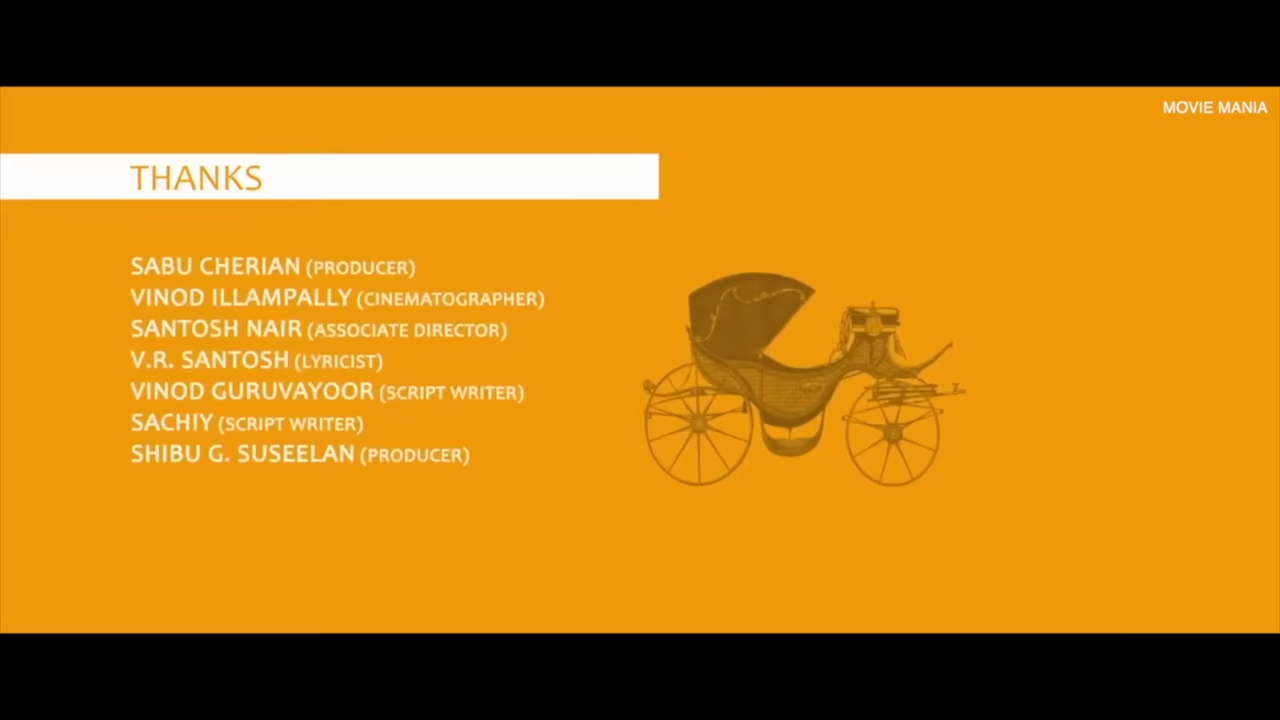 MOVIE MANIA
THANKS
SABU CHERIAN (PRODUCER)
VINOD ILLAMPALLY (CINEMATOGRAPHER)
SANTOSH NAIR (ASSOCIATE DIRECTOR)
V.R. SANTOSH (LYRICIST)
VINOD GURUVAYOOR (SCRIPT WRITER)
SACHIY (SCRIPT WRITER)
SHIBU G. SUSEELAN (PRODUCER)